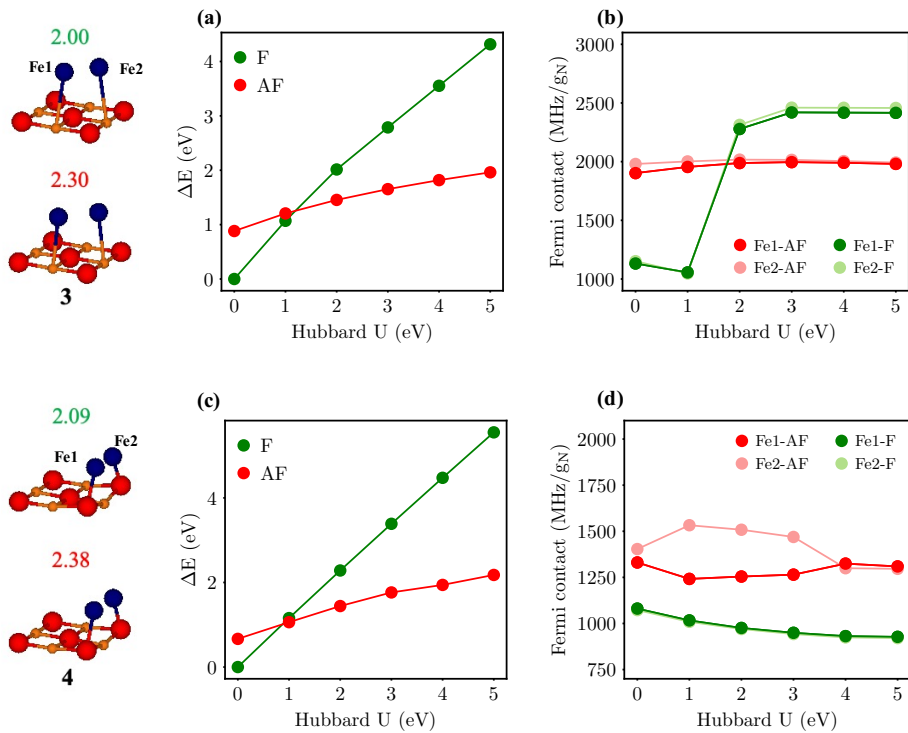 2.00
Fe1
Fe2
2.30
3
(a)
F
AF
ΔE (eV)
4
3
2
1
0
0 1 2 3 4 5
Hubbard U (eV)
(b)
Fermi contact (MHz/gN)
3000
2500
2000
1500
1000
Fe1-AF Fe1-F
Fe2-AF Fe2-F
0 1 2 3 4 5
Hubbard U (eV)
2.09
Fe2
Fe1
2.38
4
(c)
F
AF
ΔE (eV)
4
2
0
0 1 2 3 4 5
Hubbard U (eV)
(d)
Fermi contact (MHz/gN)
2000
1750
1500
1250
1000
750
Fe1-AF Fe1-F
Fe2-AF Fe2-F
0 1 2 3 4 5
Hubbard U (eV)